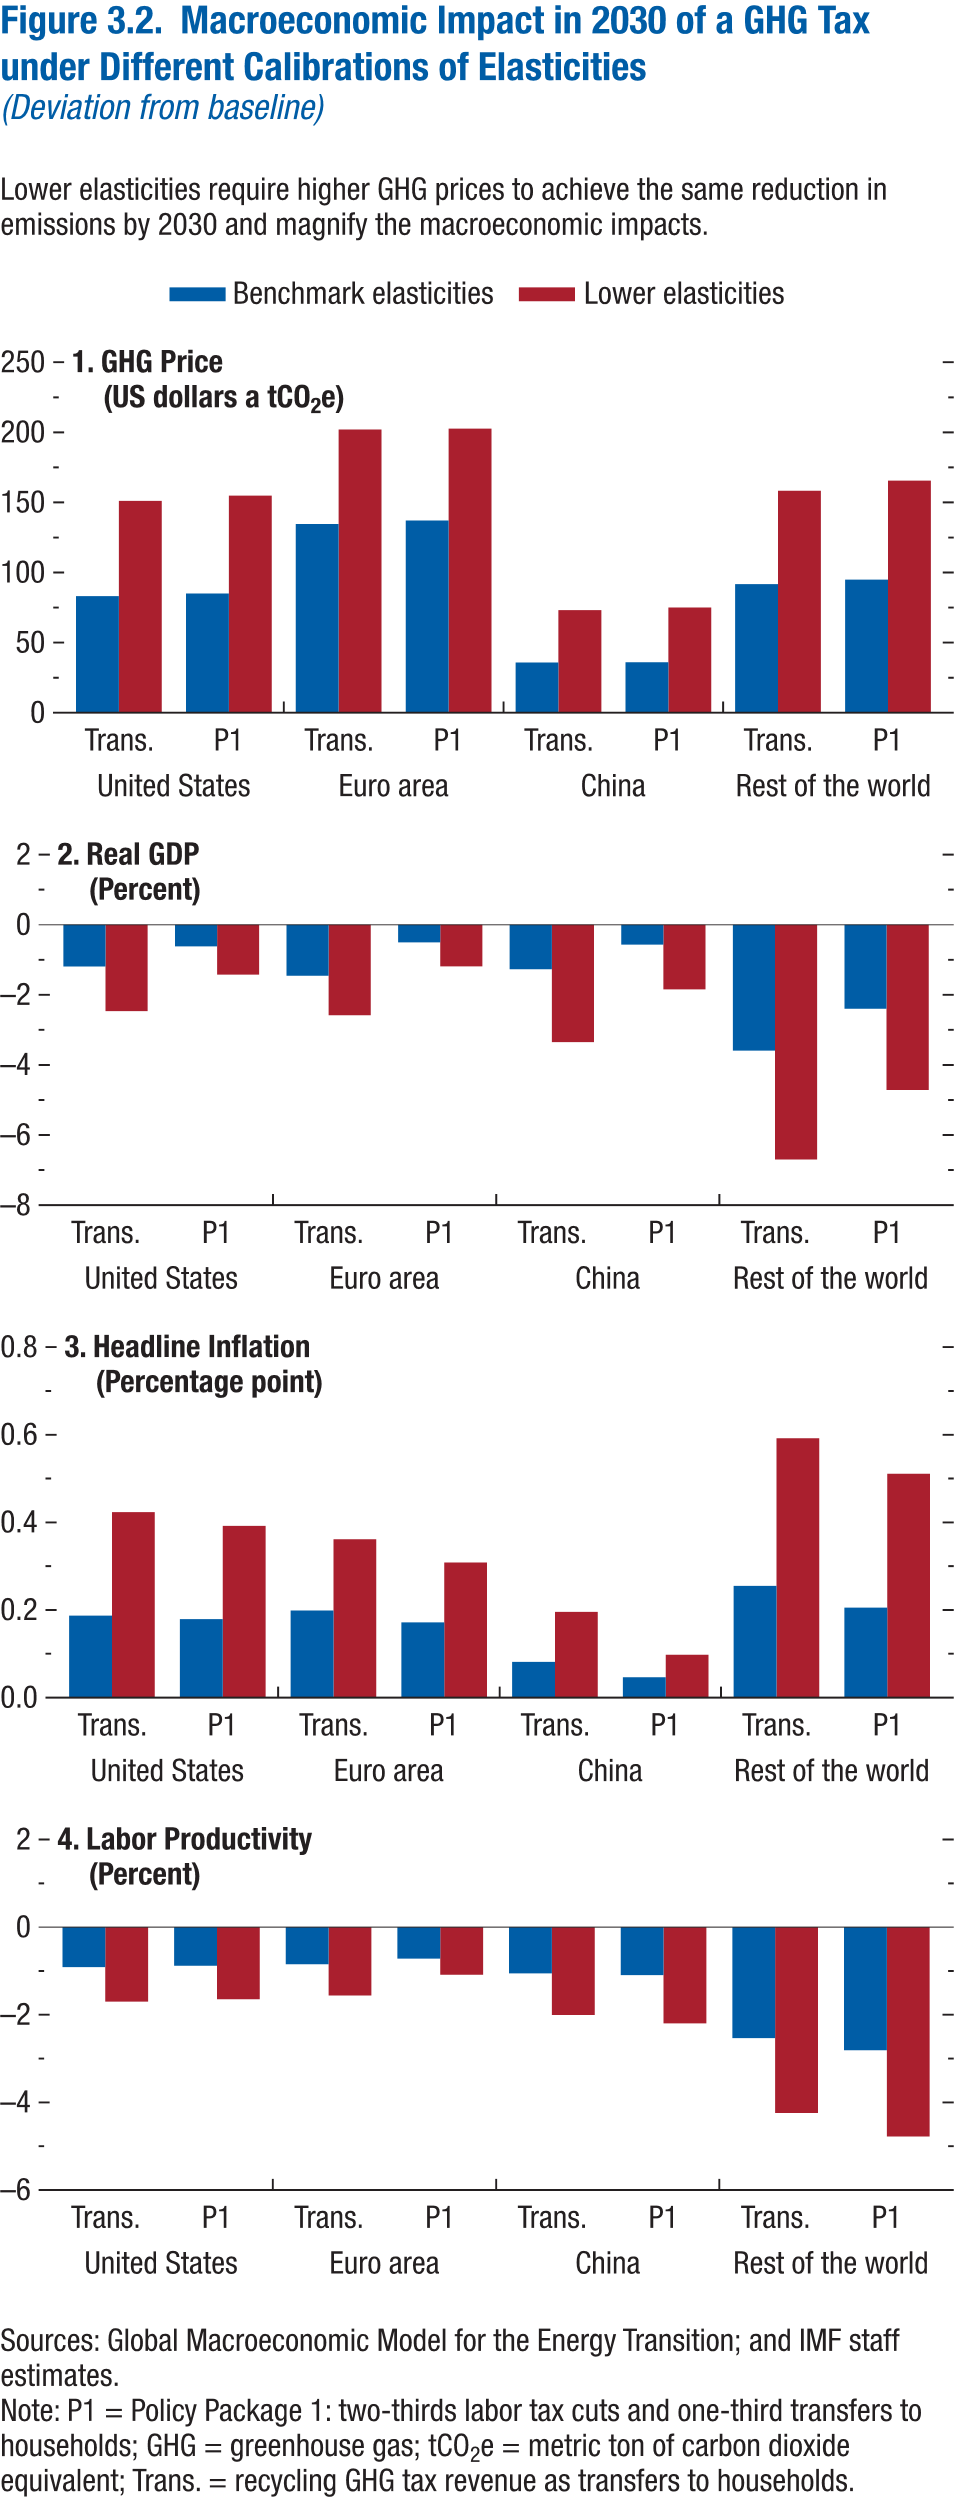 Figure 3.2.  Macroeconomic Impact in 2030 of a GHG Tax
under Different Calibrations of Elasticities
(Deviation from baseline)
Lower elasticities require higher GHG prices to achieve the same reduction in
emissions by 2030 and magnify the macroeconomic impacts.
Benchmark elasticities Lower elasticities
1. GHG Price
(US dollars a tCO₂e)
250
200
150
100
50
0
Trans. P1 Trans. P1 Trans. P1 Trans. P1
United States Euro area China Rest of the world
2. Real GDP
(Percent)
2
0
–2
–4
–6
–8
Trans. P1 Trans. P1 Trans. P1 Trans. P1
United States Euro area China Rest of the world
3. Headline Inflation
(Percentage point)
0.8
0.6
0.4
0.2
0.0
Trans. P1 Trans. P1 Trans. P1 Trans. P1
United States Euro area China Rest of the world
4. Labor Productivity
(Percent)
2
0
–2
–4
–6
Trans. P1 Trans. P1 Trans. P1 Trans. P1
United States Euro area China Rest of the world
Sources: Global Macroeconomic Model for the Energy Transition; and IMF staff
estimates.
Note: P1 = Policy Package 1: two-thirds labor tax cuts and one-third transfers to
households; GHG = greenhouse gas; tCO₂e = metric ton of carbon dioxide
equivalent; Trans. = recycling GHG tax revenue as transfers to households.